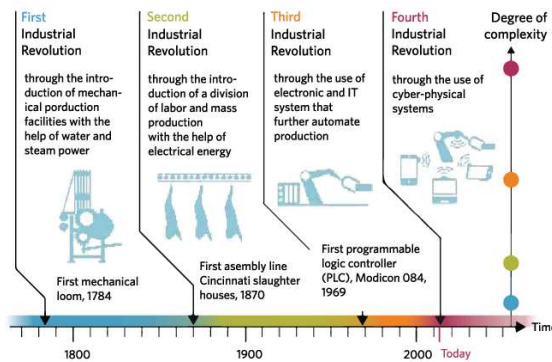 First
Industrial
Revolution
through the intro-
duction of mechan-
ical porduction
facilities with the
help of water and
steam power
First mechanical
loom, 1784
Second
Industrial
Revolution
through the intro-
duction of a division
of labor and mass
production
with the help of
electrical energy
First asembly line
Cincinnati slaughter
houses, 1870
Third
Industrial
Revolution
through the use of
electronic and IT
system that
further automate
production
First programmable
logic controller
(PLC), Modicon 084,
1969
Fourth
Industrial
Revolution
through the use of
cyber-physical
systems
Degree of
complexity
Time
1800
1900
2000
Today